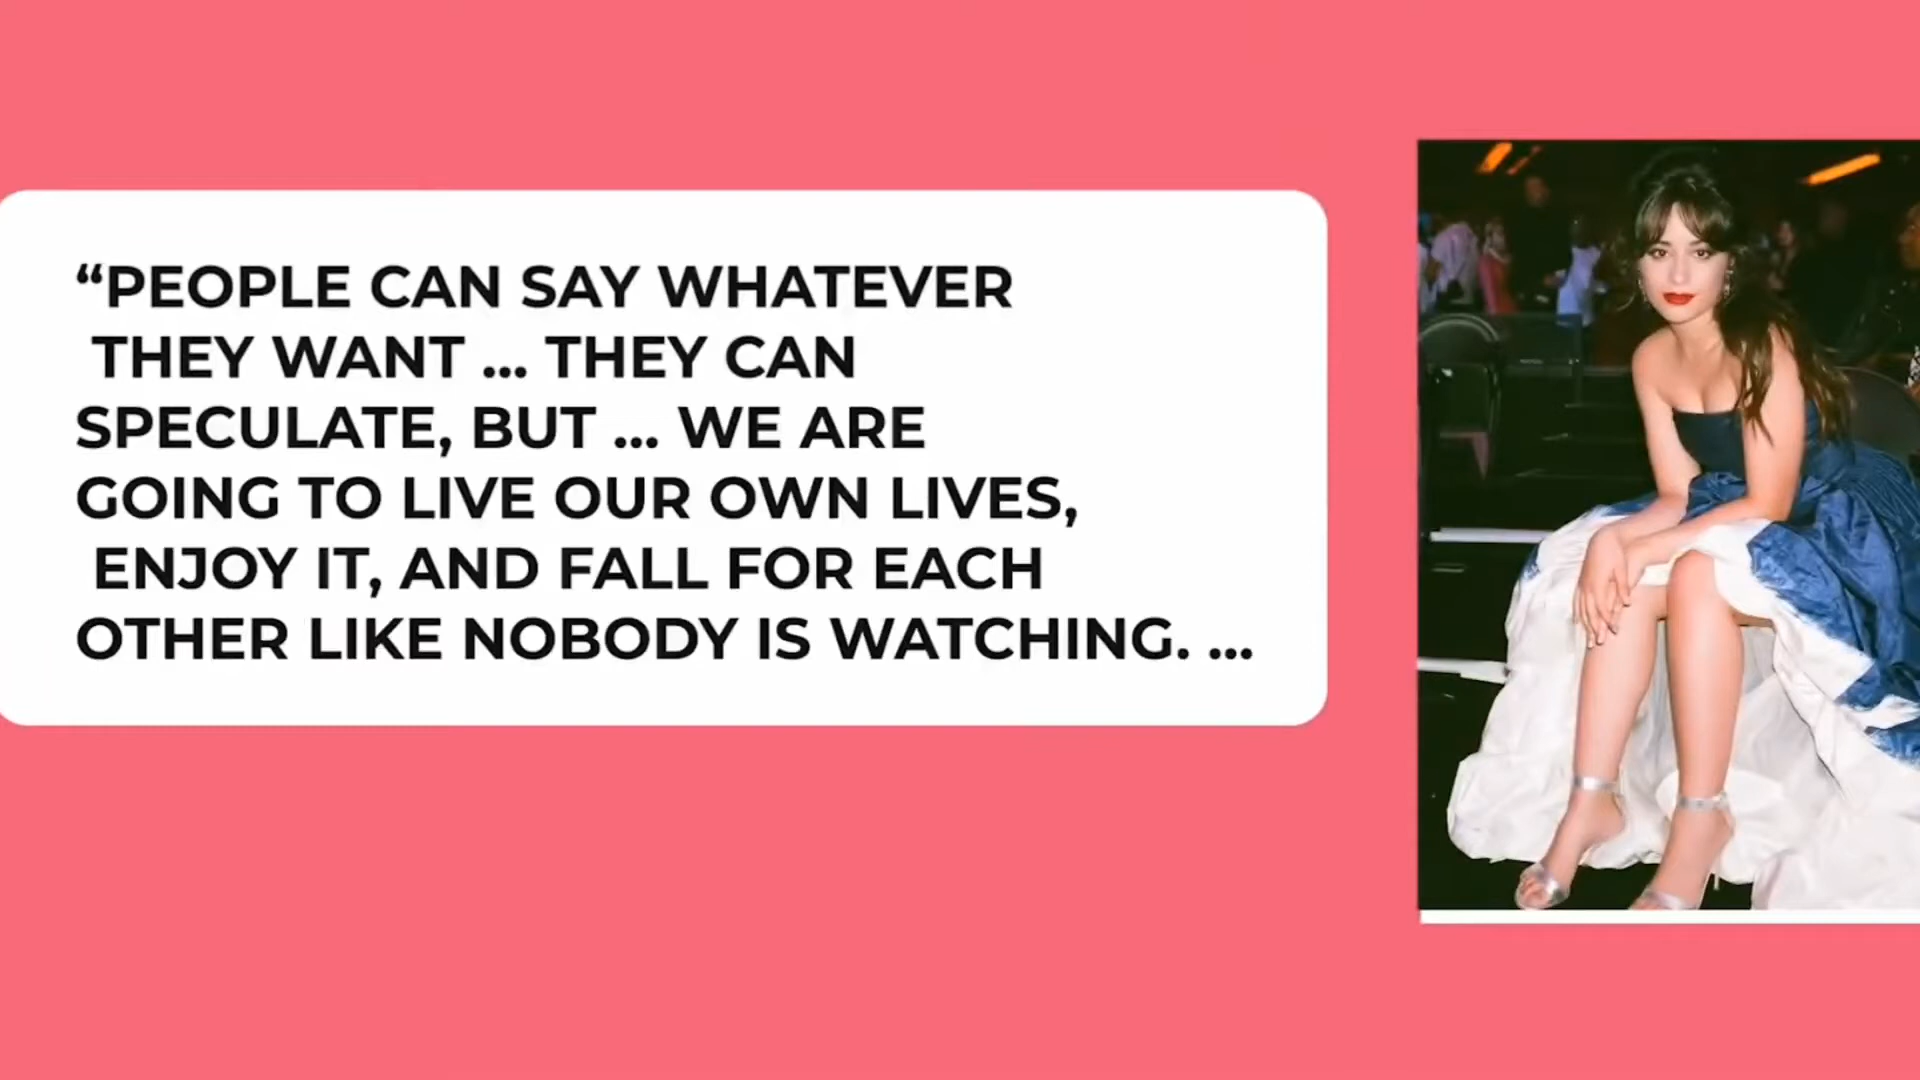 “PEOPLE CAN SAY WHATEVER
THEY WANT ... THEY CAN
SPECULATE, BUT ... WE ARE
GOING TO LIVE OUR OWN LIVES,
ENJOY IT, AND FALL FOR EACH
OTHER LIKE NOBODY IS WATCHING. ...